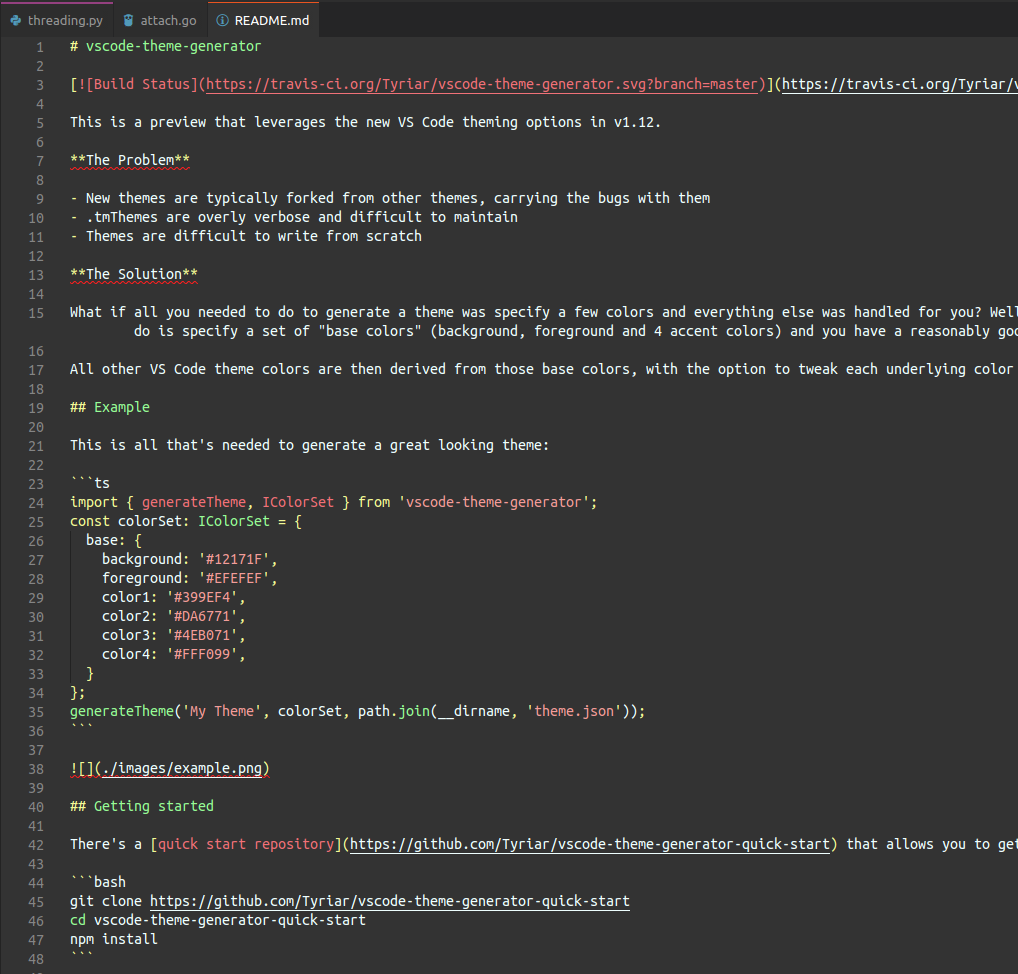 threading.py attach.go README.md
1 # vscode-theme-generator
2
3 [![Build Status](https://travis-ci.org/Tyriar/vscode-theme-generator.svg?branch=master)](https://travis-ci.org/Tyriar/v
4
5 This is a preview that leverages the new VS Code theming options in v1.12.
6
7 **The Problem**
8
9 - New themes are typically forked from other themes, carrying the bugs with them
10 - .tmThemes are overly verbose and difficult to maintain
11 - Themes are difficult to write from scratch
12
13 **The Solution**
14
15 What if all you needed to do to generate a theme was specify a few colors and everything else was handled for you? Well
do is specify a set of "base colors" (background, foreground and 4 accent colors) and you have a reasonably goo
16
17 All other VS Code theme colors are then derived from those base colors, with the option to tweak each underlying color
18
19 ## Example
20
21 This is all that's needed to generate a great looking theme:
22
23 ```ts
24 import { generateTheme, IColorSet } from 'vscode-theme-generator';
25 const colorSet: IColorSet = {
26   base: {
27     background: '#12171F',
28     foreground: '#EFEFEF',
29     color1: '#399EF4',
30     color2: '#DA6771',
31     color3: '#4EB071',
32     color4: '#FFF099',
33   }
34 };
35 generateTheme('My Theme', colorSet, path.join(__dirname, 'theme.json'));
36 ```
37
38 ![](./images/example.png)
39
40 ## Getting started
41
42 There's a [quick start repository](https://github.com/Tyriar/vscode-theme-generator-quick-start) that allows you to get
43
44 ```bash
45 git clone https://github.com/Tyriar/vscode-theme-generator-quick-start
46 cd vscode-theme-generator-quick-start
47 npm install
48 ```